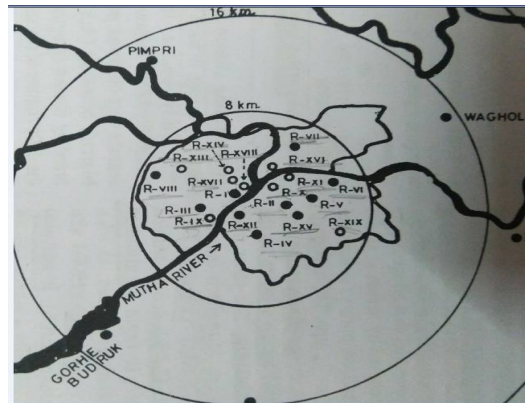 16 km.
PIMPRI
8 km.
WAGHOL
R-VII
R-XIV
R-XVIII
R-XIII
R-XVI
R-VIII
R-XVII
R-XI
R-VI
R-I
R-X
R-III
R-II
R-V
R-IX
R-XII
R-XV
R-XIX
R-IV
MUTHA RIVER →
GORHE
BUDRUK